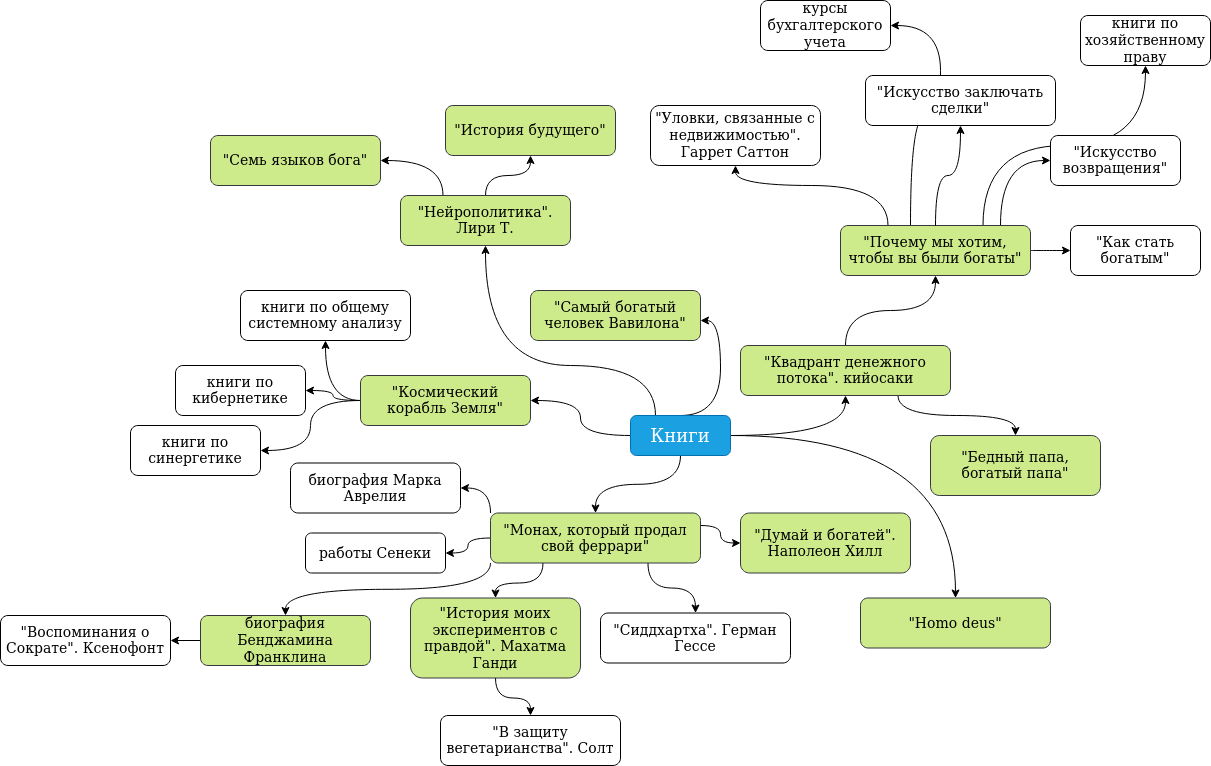 курсы
бухгалтерского
учета
книги по
хозяйственному
праву
"Искусство заключать
сделки"
"История будущего"
"Уловки, связанные с
недвижимостью".
Гаррет Саттон
"Семь языков бога"
"Искусство
возвращения"
"Нейрополитика".
Лири Т.
"Почему мы хотим,
чтобы вы были богаты"
"Как стать
богатым"
книги по общему
системному анализу
"Самый богатый
человек Вавилона"
"Квадрант денежного
потока". кийосаки
книги по
кибернетике
"Космический
корабль Земля"
Книги
книги по
синергетике
"Бедный папа,
богатый папа"
биография Марка
Аврелия
"Монах, который продал
свой феррари"
"Думай и богатей".
Наполеон Хилл
работы Сенеки
"Воспоминания о
Сократе". Ксенофонт
биография
Бенджамина
Франклина
"История моих
экспериментов с
правдой". Махатма
Ганди
"Сиддхартха". Герман
Гессе
"Homo deus"
"В защиту
вегетарианства". Солт